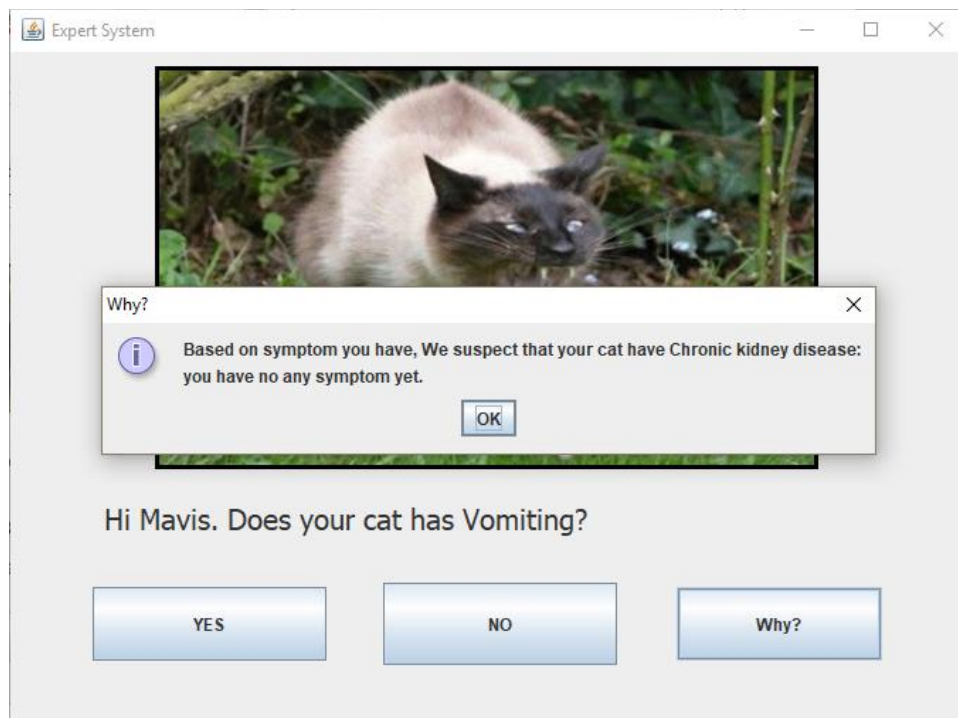 Expert System
Why?
Based on symptom you have, We suspect that your cat have Chronic kidney disease:
you have no any symptom yet.
OK
Hi Mavis. Does your cat has Vomiting?
YES
NO
Why?